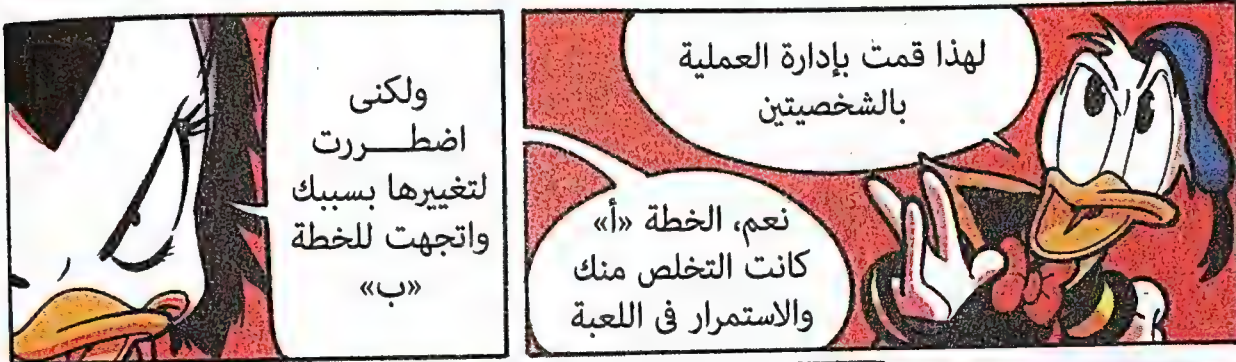 لهذا قمت بإدارة العملية
بالشخصيتين
نعم، الخطة «أ»
كانت التخلص منك
والاستمرار فى اللعبة
ولكنى
اضطـــررت
لتغييرها بسببك
واتجهت للخطة
«ب»